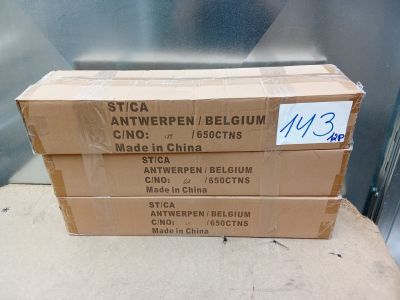 ST/CA
ANTWERPEN/BELGIUM
C/NO: /650CTNS
Made in China
143
ST/CA
ANTWERPEN/BELGIUM
C/NO: /650CTNS
Made in China
ST/CA
ANTWERPEN/BELGIUM
C/NO: /650CTNS
Made in China